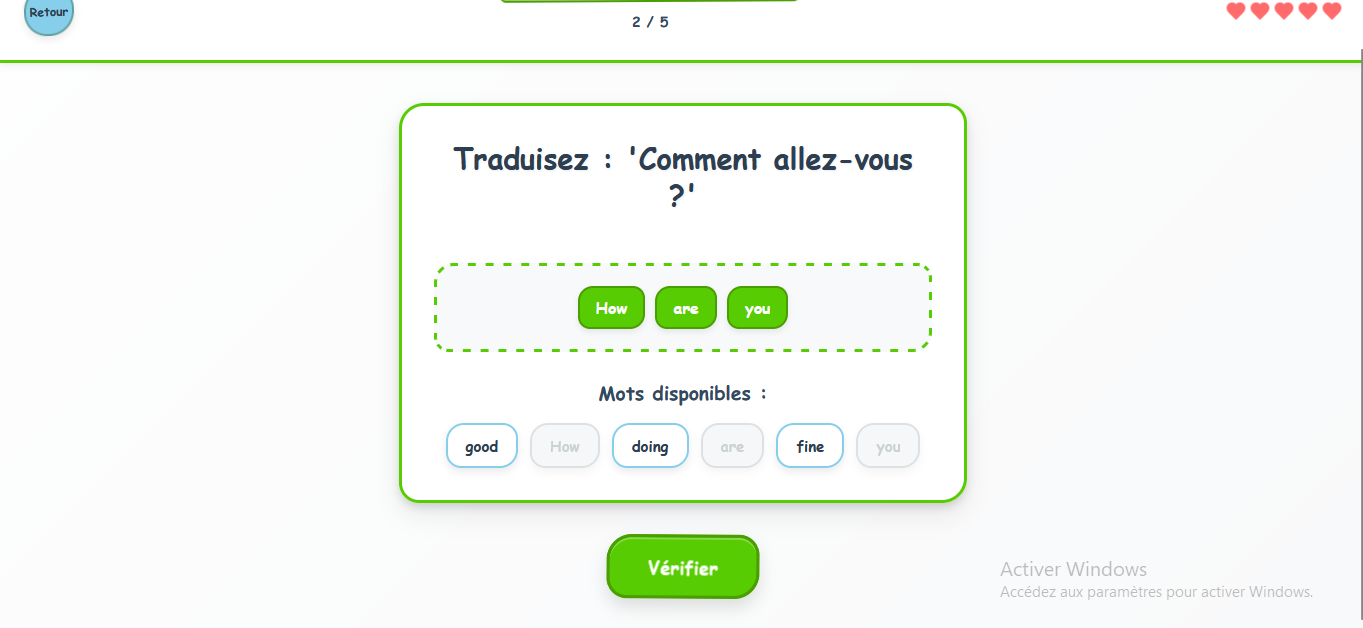 Retour
2 / 5
Traduisez : 'Comment allez-vous
?'
How are you
Mots disponibles :
good How doing are fine you
Vérifier
Activer Windows
Accédez aux paramètres pour activer Windows.